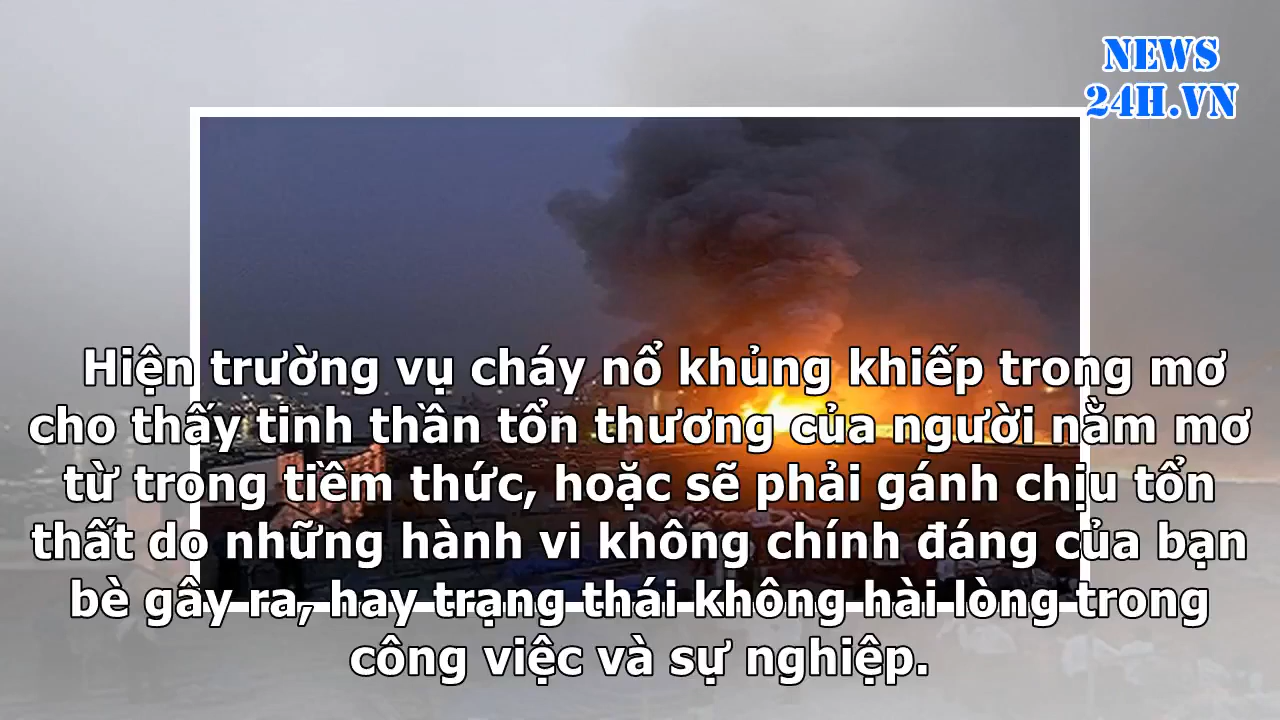 NEWS
24H.VN
Hiện trường vụ cháy nổ khủng khiếp trong mơ
cho thấy tinh thần tổn thương của người nằm mơ
từ trong tiềm thức, hoặc sẽ phải gánh chịu tổn
thất do những hành vi không chính đáng của bạn
bè gây ra, hay trạng thái không hài lòng trong
công việc và sự nghiệp.